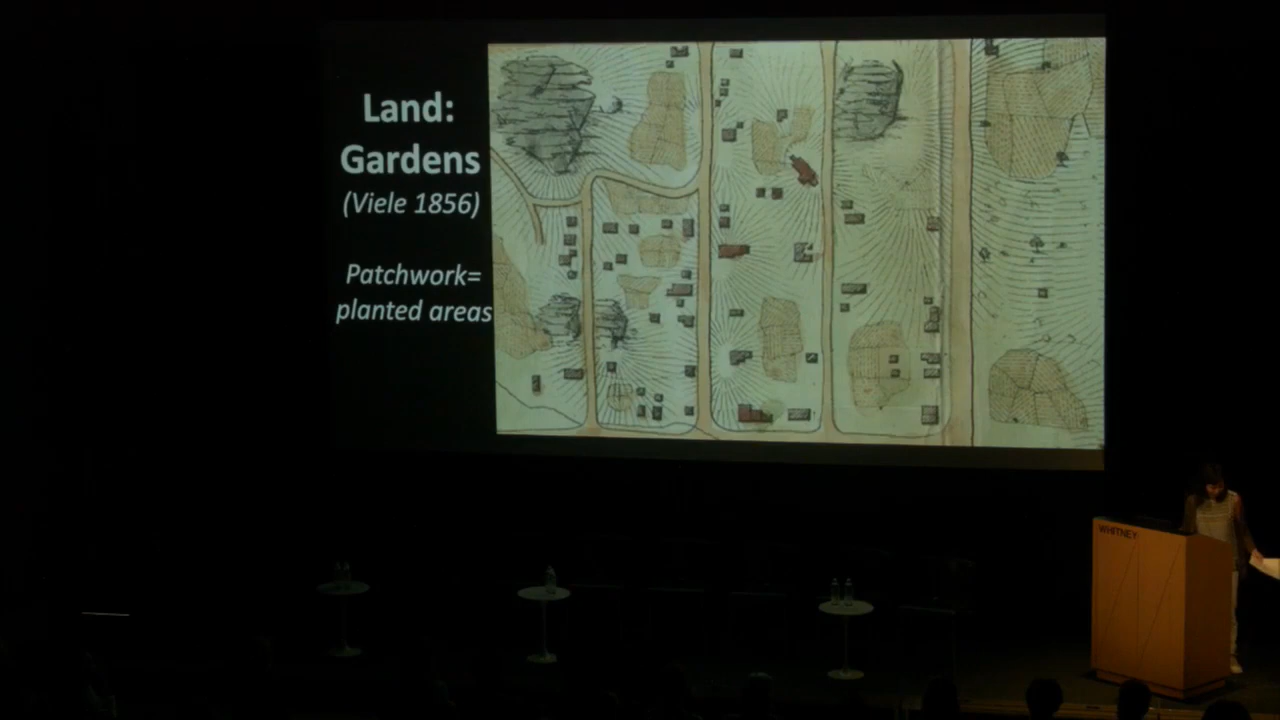 Land:
Gardens
(Viele 1856)
Patchwork=
planted areas
WHITNEY